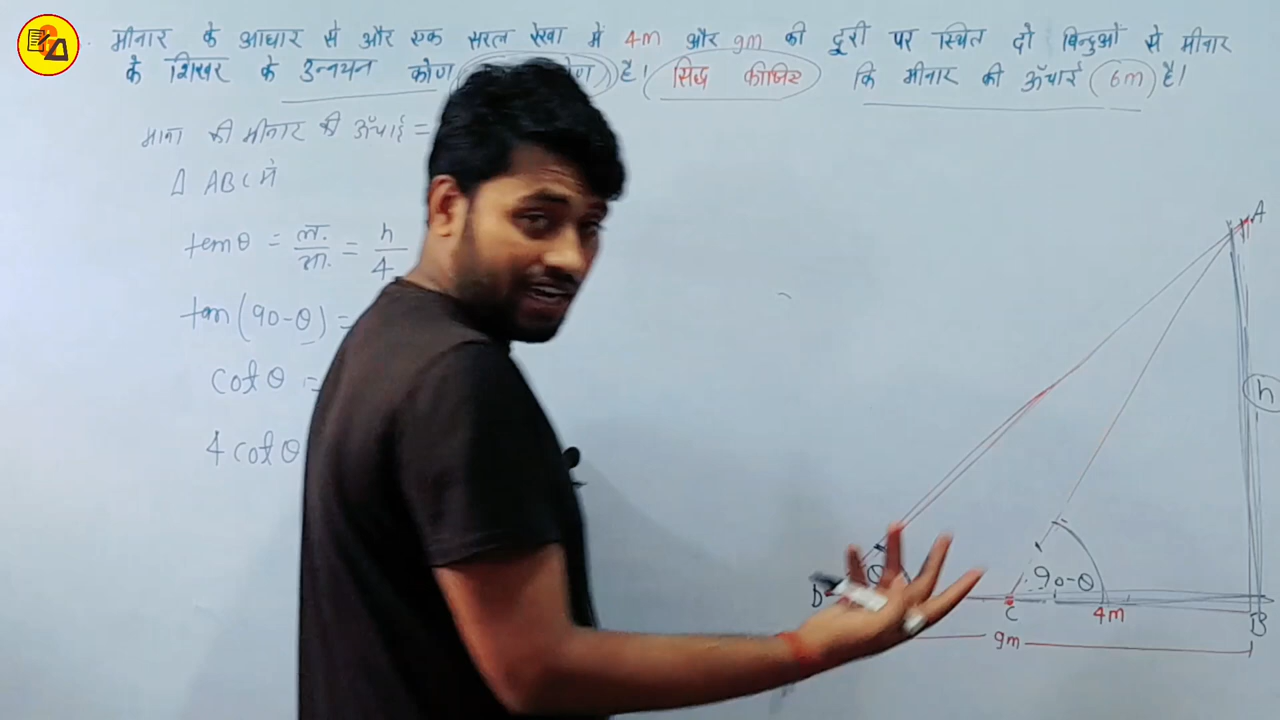 मीनार के आधार से और एक सरल रेखा में 4m और 9m की दूरी पर स्थित दो बिन्दुओं से मीनार
के शिखर के उन्नयन कोण है। सिद्ध कीजिए कि मीनार की ऊँचाई 6m है।
माना की मीनार की ऊँचाई =
Δ ABC में
tanθ = ल. / आ. = h / 4
tan(90-θ) =
cotθ =
4 cotθ
A
h
θ
90-θ
D
C
4m
B
9m